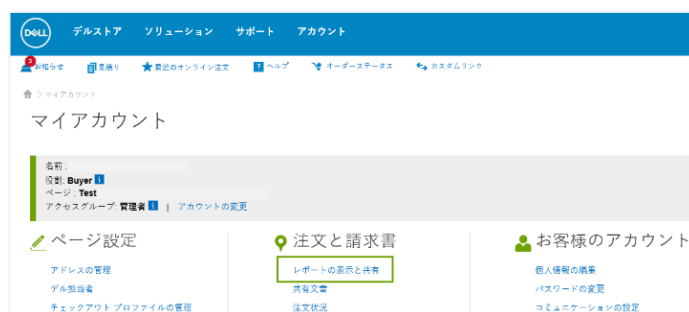 DELL デルストア ソリューション サポート アカウント
3 お知らせ 見積り 最近のオンライン注文 ? ヘルプ オーダーステータス カスタムリンク
> マイアカウント
マイアカウント
名前 :
役割: Buyer i
ページ : Test
アクセスグループ: 管理者 i | アカウントの変更
ページ設定 注文と請求書 お客様のアカウント
アドレスの管理 レポートの表示と共有 個人情報の編集
デル担当者 共有文書 パスワードの変更
チェックアウト プロファイルの管理 注文状況 コミュニケーションの設定